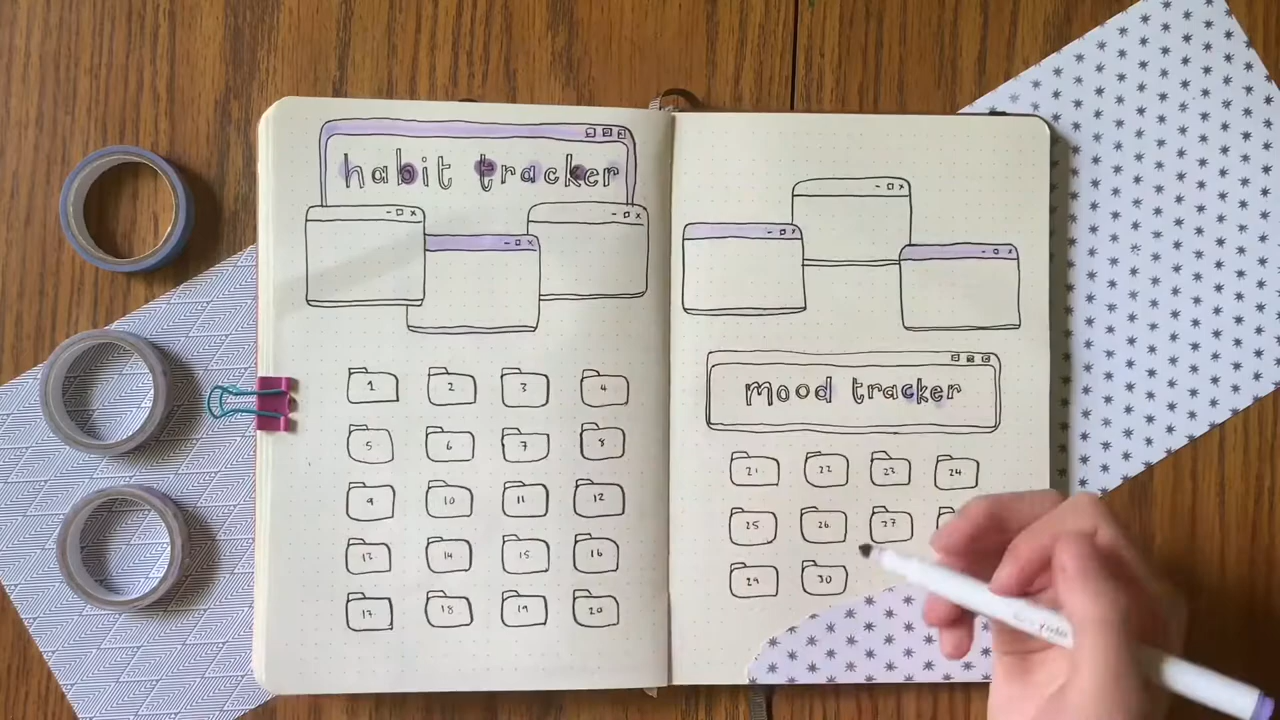 habit tracker
1 2 3 4
5 6 7 8
9 10 11 12
13 14 15 16
17 18 19 20
mood tracker
21 22 23 24
25 26 27
29 30